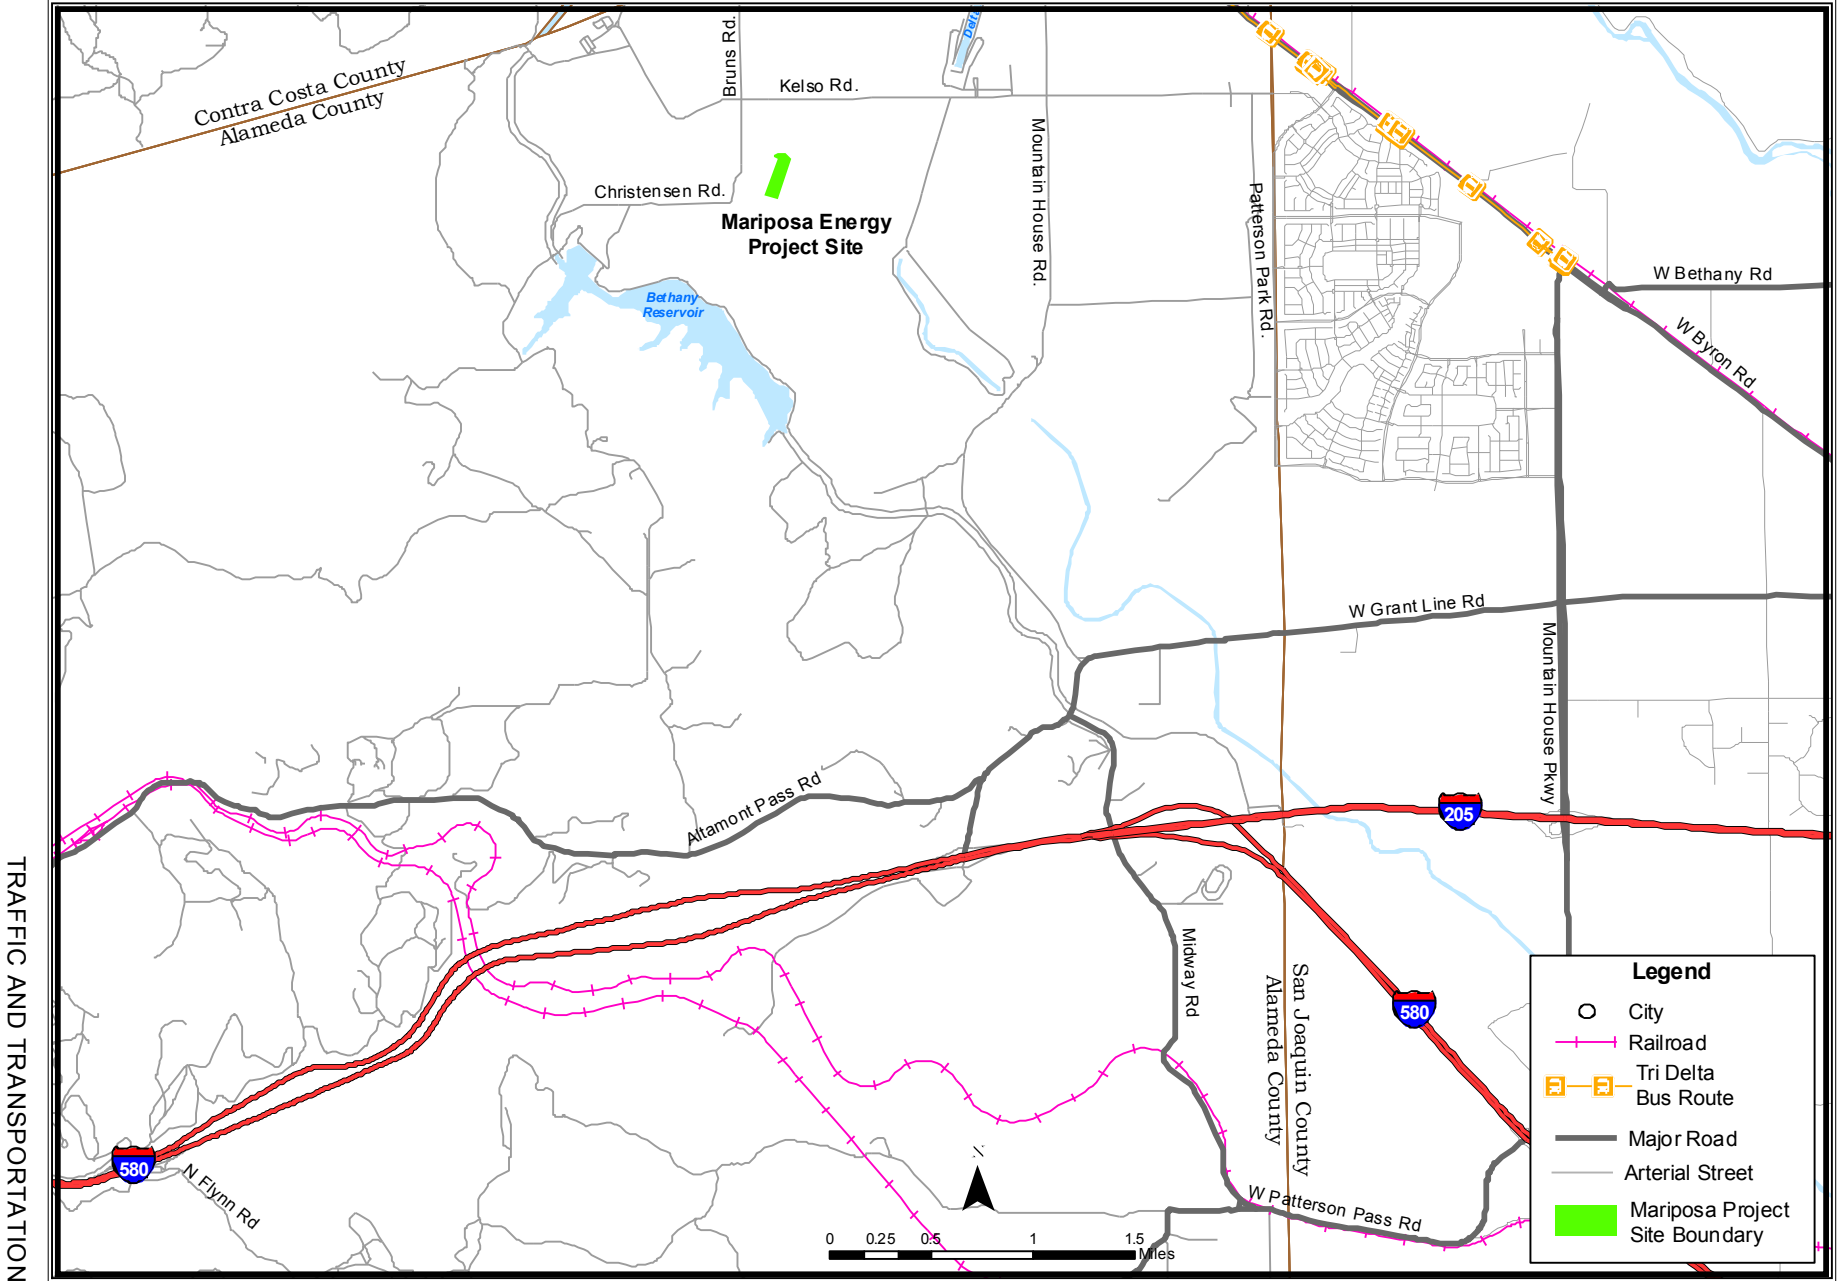 Contra Costa County
Alameda County
Bruns Rd.
Kelso Rd.
Delta
Christensen Rd.
Mariposa Energy
Project Site
Mountain House Rd.
Patterson Park Rd.
Bethany
Reservoir
W Bethany Rd
W Byron Rd
W Grant Line Rd
Mountain House Pkwy
Altamont Pass Rd
205
Midway Rd
San Joaquin County
Alameda County
580
580
N Flynn Rd
W Patterson Pass Rd
N
0 0.25 0.5 1 1.5
Miles
Legend
City
Railroad
Tri Delta
Bus Route
Major Road
Arterial Street
Mariposa Project
Site Boundary
TRAFFIC AND TRANSPORTATION